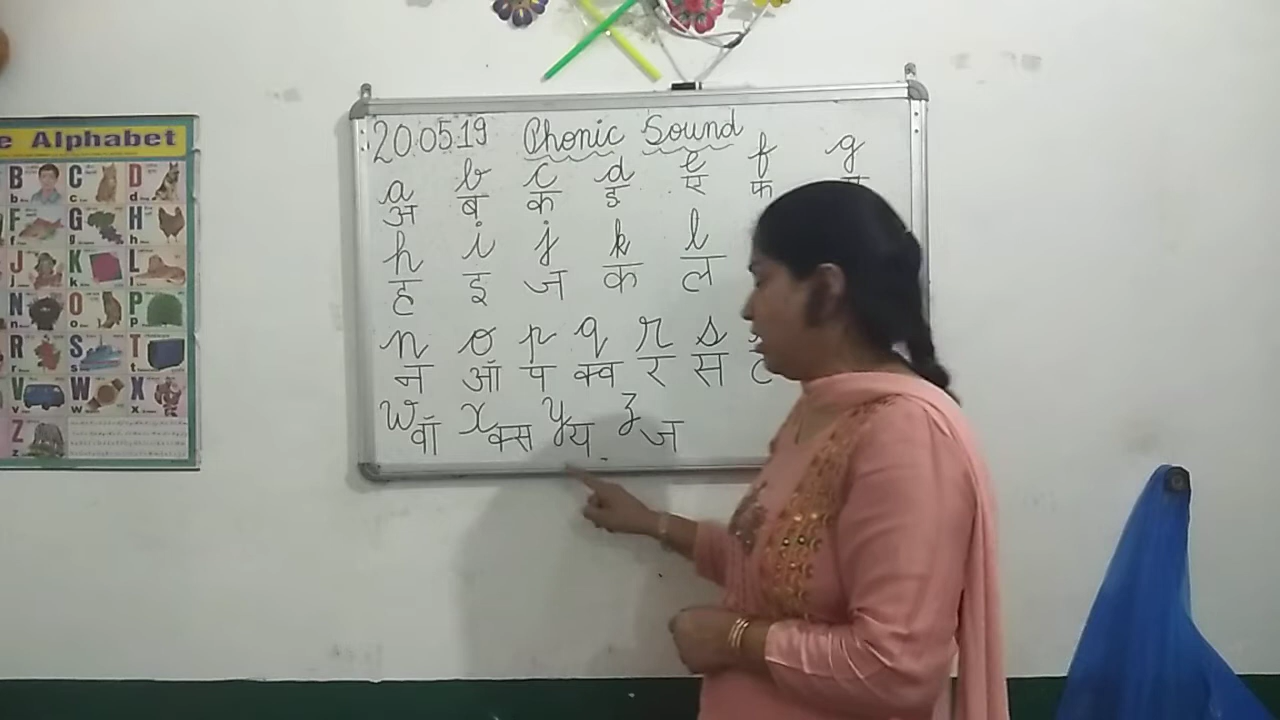 e Alphabet
B C D
b c d
F G H
f g h
J K L
j k l
N O P
n o p
R S T
r s t
V W X
v w x
Z
z
20.05.19 Phonic Sound
a b c d e f g
अ ब क ड ए फ
h i j k l
ह इ ज क ल
n o p q r s
न ऑ प क्व र स ट
w वॉ x क्स y य z ज